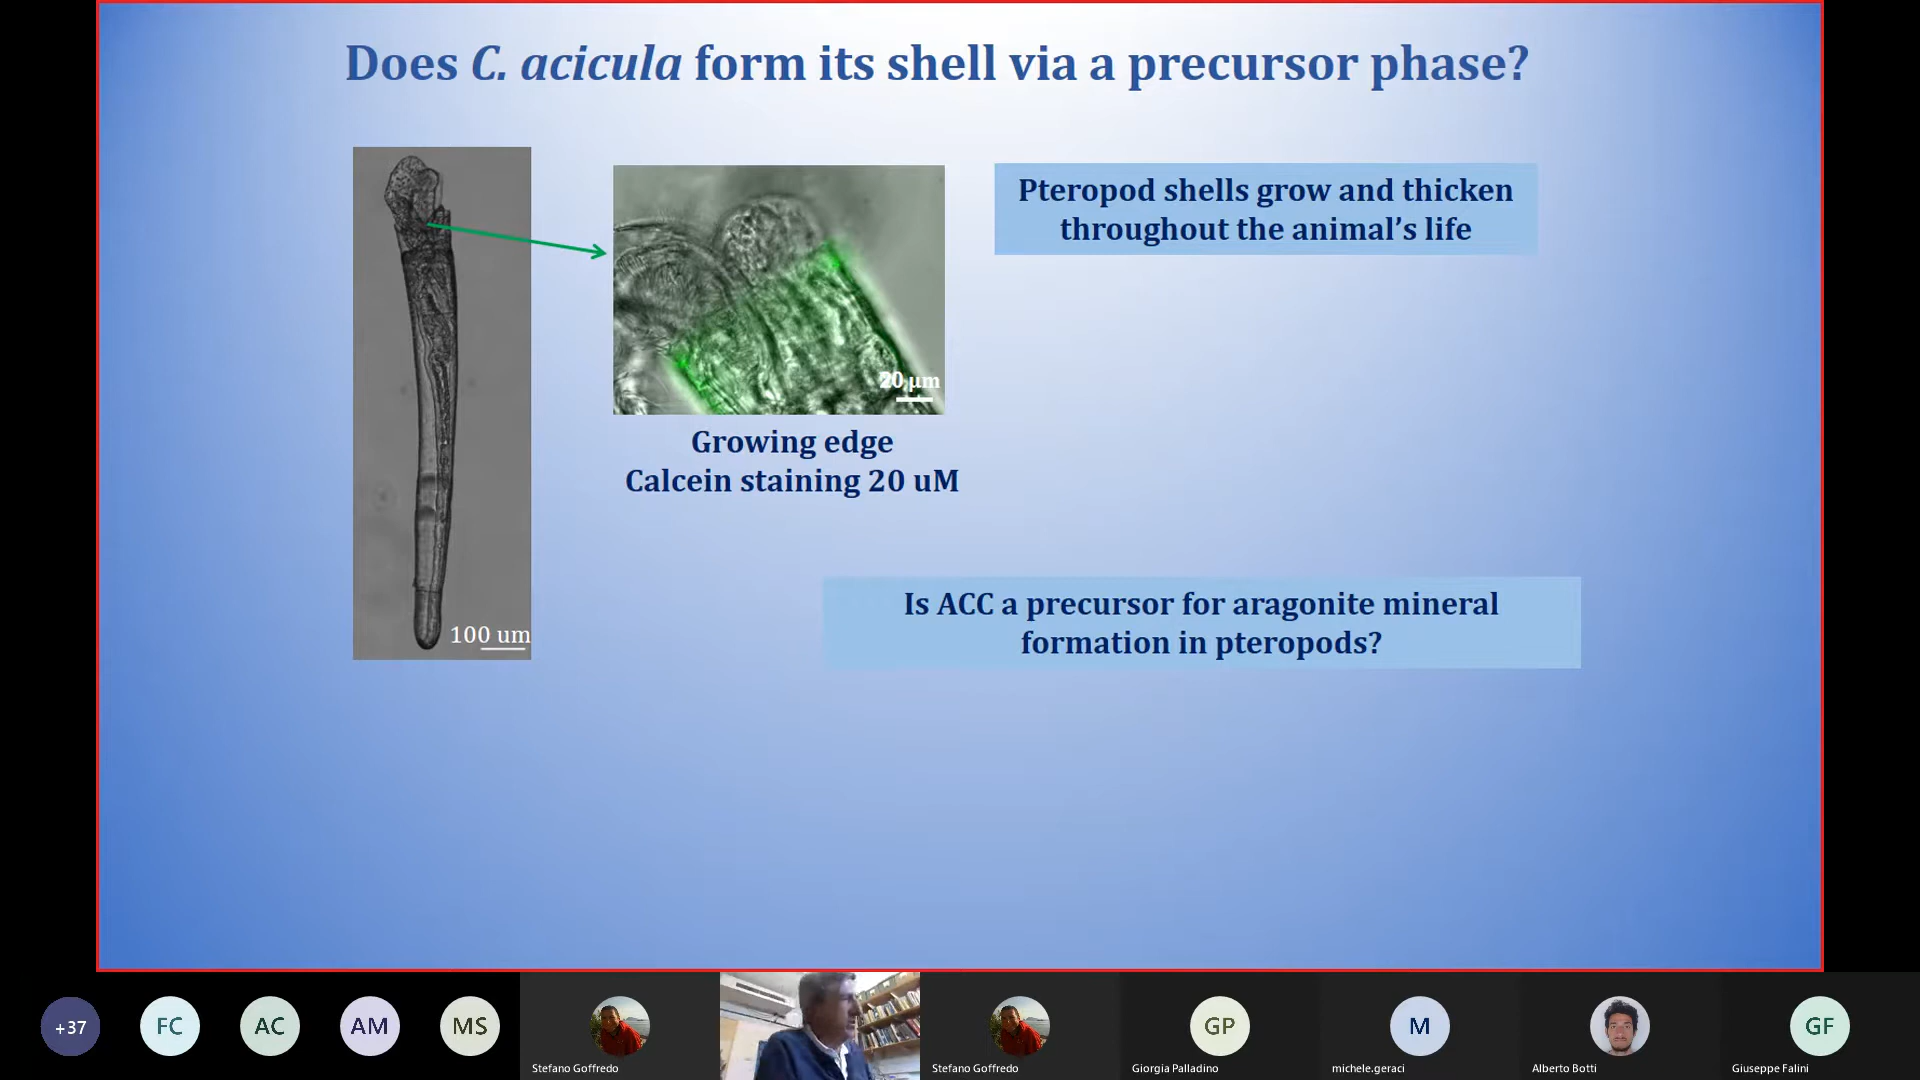 Does C. acicula form its shell via a precursor phase?
Pteropod shells grow and thicken
throughout the animal's life
20 µm
Growing edge
Calcein staining 20 uM
100 um
Is ACC a precursor for aragonite mineral
formation in pteropods?
+37
FC
AC
AM
MS
Stefano Goffredo
Stefano Goffredo
GP
Giorgia Palladino
M
michele.geraci
Alberto Botti
GF
Giuseppe Falini